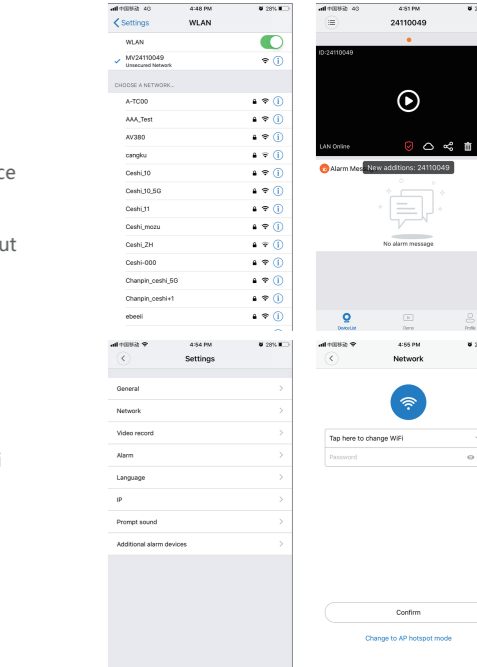 ce
ut
i
中国移动 4G 4:48 PM 28%
Settings WLAN
WLAN
MV24110049
Unsecured Network
CHOOSE A NETWORK...
A-TC00
AAA_Test
AV380
cangku
Ceshi_10
Ceshi_10_5G
Ceshi_11
Ceshi_mozu
Ceshi_ZH
Ceshi-000
Chanpin_ceshi_5G
Chanpin_ceshi+1
ebeeli
中国移动 4G 4:51 PM
24110049
ID:24110049
LAN Online
Alarm Mes
New additions: 24110049
No alarm message
Device List Demo Profile
中国移动 4:54 PM 28%
Settings
General
Network
Video record
Alarm
Language
IP
Prompt sound
Additional alarm devices
中国移动 4:55 PM
Network
Tap here to change WiFi
Password
Confirm
Change to AP hotspot mode